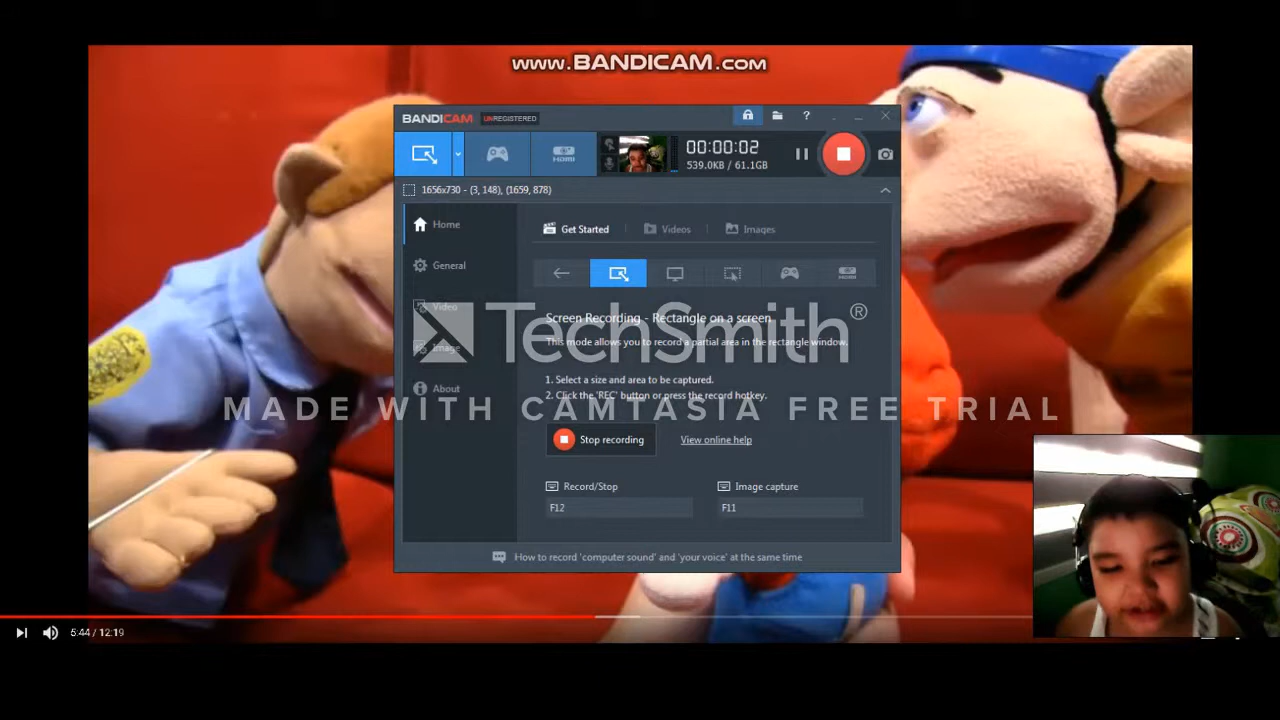 www.BANDICAM.com
BANDICAM UNREGISTERED
?
HDMI
00:00:02
539.0KB / 61.1GB
1656x730 - (3, 148), (1659, 878)
Home
Get Started
Videos
Images
General
Video
TechSmith®
Screen Recording - Rectangle on a screen
This mode allows you to record a partial area in the rectangle window.
Image
1. Select a size and area to be captured.
About
2. Click the 'REC' button or press the record hotkey.
MADE WITH CAMTASIA FREE TRIAL
Stop recording
View online help
Record/Stop
Image capture
F12
F11
How to record 'computer sound' and 'your voice' at the same time
5:44 / 12:19